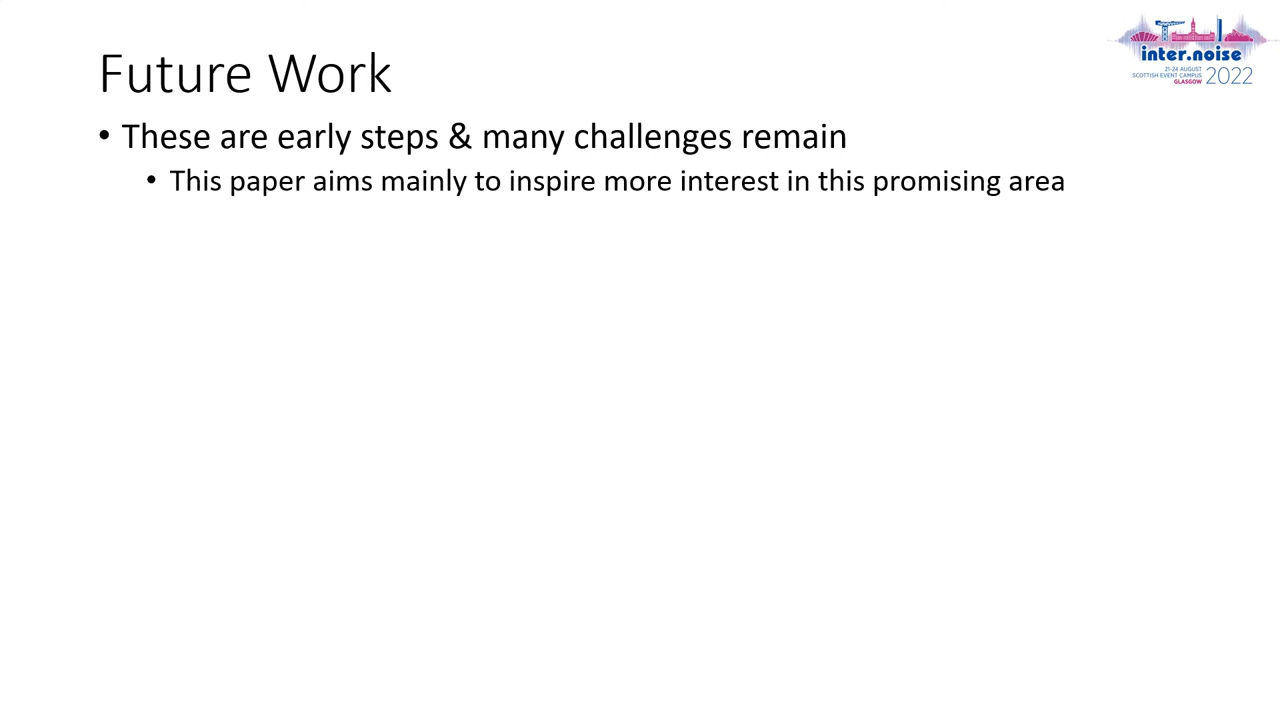 Future Work
• These are early steps & many challenges remain
• This paper aims mainly to inspire more interest in this promising area
inter.noise
21-24 AUGUST
SCOTTISH EVENT CAMPUS
GLASGOW
2022